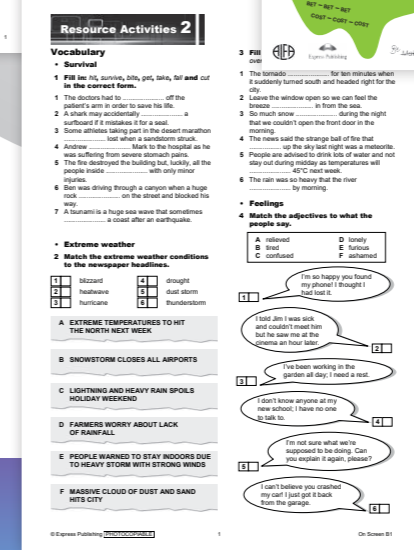 Resource Activities 2
Vocabulary
• Survival
1 Fill in: hit, survive, bite, get, take, fall and cut
in the correct form.
1 The doctors had to .................... off the
patient's arm in order to save his life.
2 A shark may accidentally .................... a
surfboard if it mistakes it for a seal.
3 Some athletes taking part in the desert marathon
.................... lost when a sandstorm struck.
4 Andrew .................... Mark to the hospital as he
was suffering from severe stomach pains.
5 The fire destroyed the building but, luckily, all the
people inside .................... with only minor
injuries.
6 Ben was driving through a canyon when a huge
rock .................... on the street and blocked his
way.
7 A tsunami is a huge sea wave that sometimes
.................... a coast after an earthquake.
• Extreme weather
2 Match the extreme weather conditions
to the newspaper headlines.
1 blizzard
2 heatwave
3 hurricane
4 drought
5 dust storm
6 thunderstorm
A EXTREME TEMPERATURES TO HIT
THE NORTH NEXT WEEK
B SNOWSTORM CLOSES ALL AIRPORTS
C LIGHTNING AND HEAVY RAIN SPOILS
HOLIDAY WEEKEND
D FARMERS WORRY ABOUT LACK
OF RAINFALL
E PEOPLE WARNED TO STAY INDOORS DUE
TO HEAVY STORM WITH STRONG WINDS
F MASSIVE CLOUD OF DUST AND SAND
HITS CITY
BET – BET – BET
COST – COST – COST
Express Publishing
3 Fill
1 The tornado .................... for ten minutes when
it suddenly turned south and headed right for the
city.
2 Leave the window open so we can feel the
breeze .................... in from the sea.
3 So much snow .................... during the night
that we couldn't open the front door in the
morning.
4 The news said the strange ball of fire that
.................... up the sky last night was a meteorite.
5 People are advised to drink lots of water and not
stay out during midday as temperatures will
.................... 45°C next week.
6 The rain was so heavy that the river
.................... by morning.
• Feelings
4 Match the adjectives to what the
people say.
A relieved
B tired
C confused
D lonely
E furious
F ashamed
I'm so happy you found
my phone! I thought I
had lost it.
1
I told Jim I was sick
and couldn't meet him
but he saw me at the
cinema an hour later.
2
I've been working in the
garden all day; I need a rest.
3
I don't know anyone at my
new school; I have no one
to talk to.
4
I'm not sure what we're
supposed to be doing. Can
you explain it again, please?
5
I can't believe you crashed
my car! I just got it back
from the garage.
6
© Express Publishing PHOTOCOPIABLE
1
On Screen B1